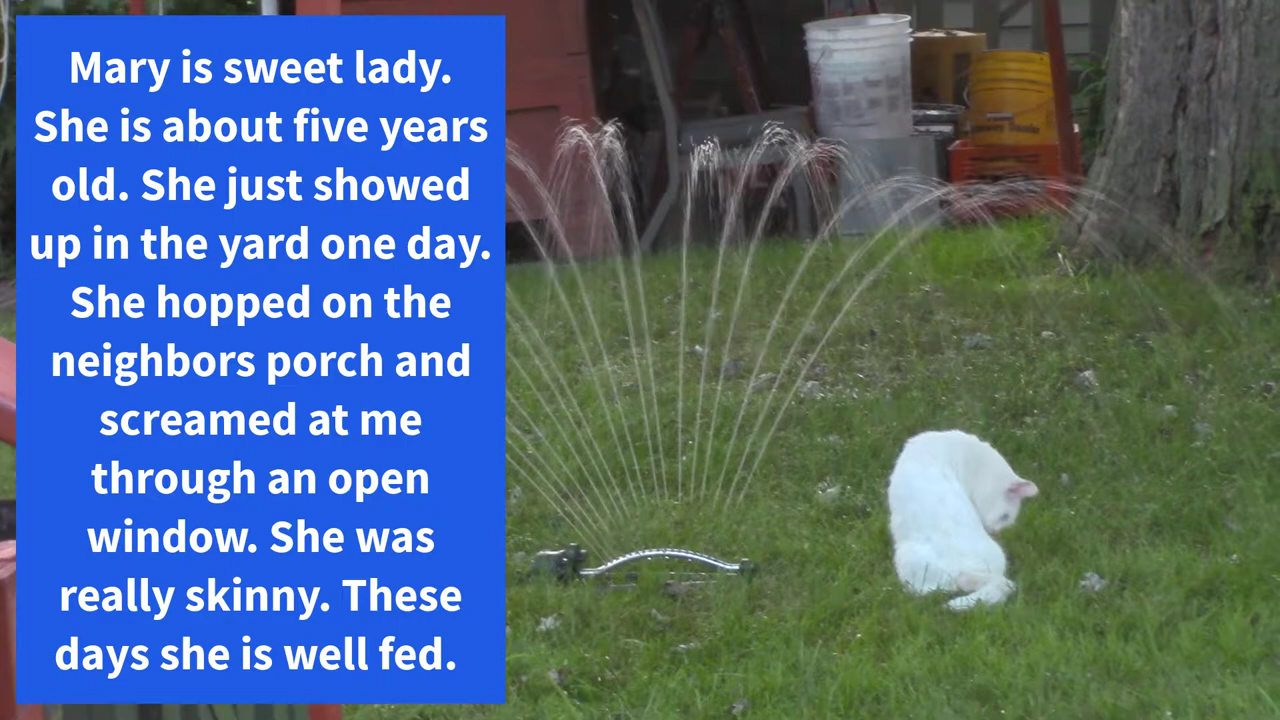 Mary is sweet lady.
She is about five years
old. She just showed
up in the yard one day.
She hopped on the
neighbors porch and
screamed at me
through an open
window. She was
really skinny. These
days she is well fed.